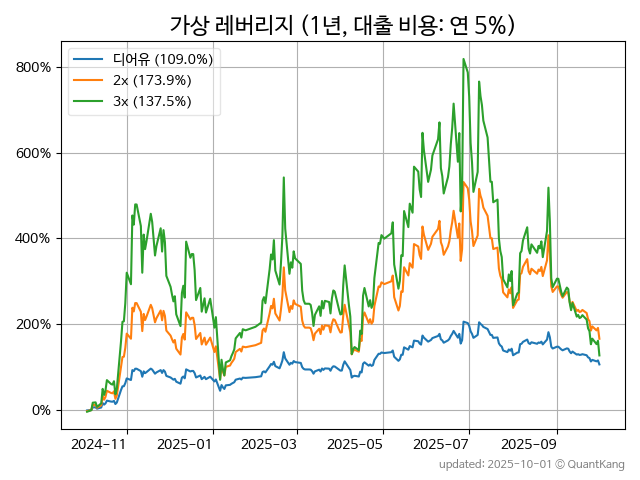 가상 레버리지 (1년, 대출 비용: 연 5%)
디어유 (109.0%)
2x (173.9%)
3x (137.5%)
800%
600%
400%
200%
0%
2024-11 2025-01 2025-03 2025-05 2025-07 2025-09
updated: 2025-10-01 © QuantKang